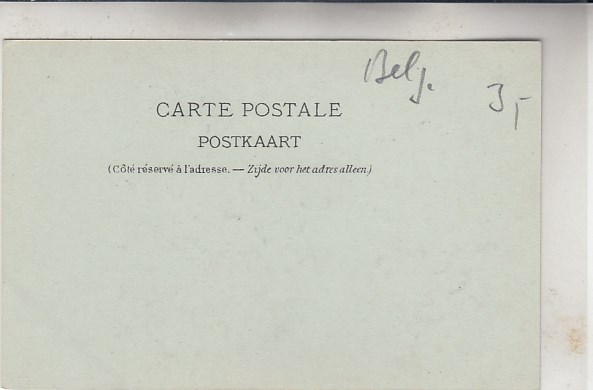 Belg.
3,-
CARTE POSTALE
POSTKAART
(Côté réservé à l'adresse. — Zijde voor het adres alleen)